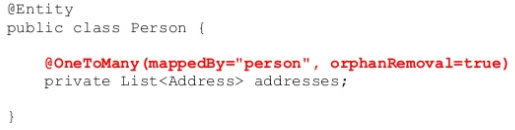 @Entity
public class Person {
@OneToMany(mappedBy="person", orphanRemoval=true)
private List<Address> addresses;
}